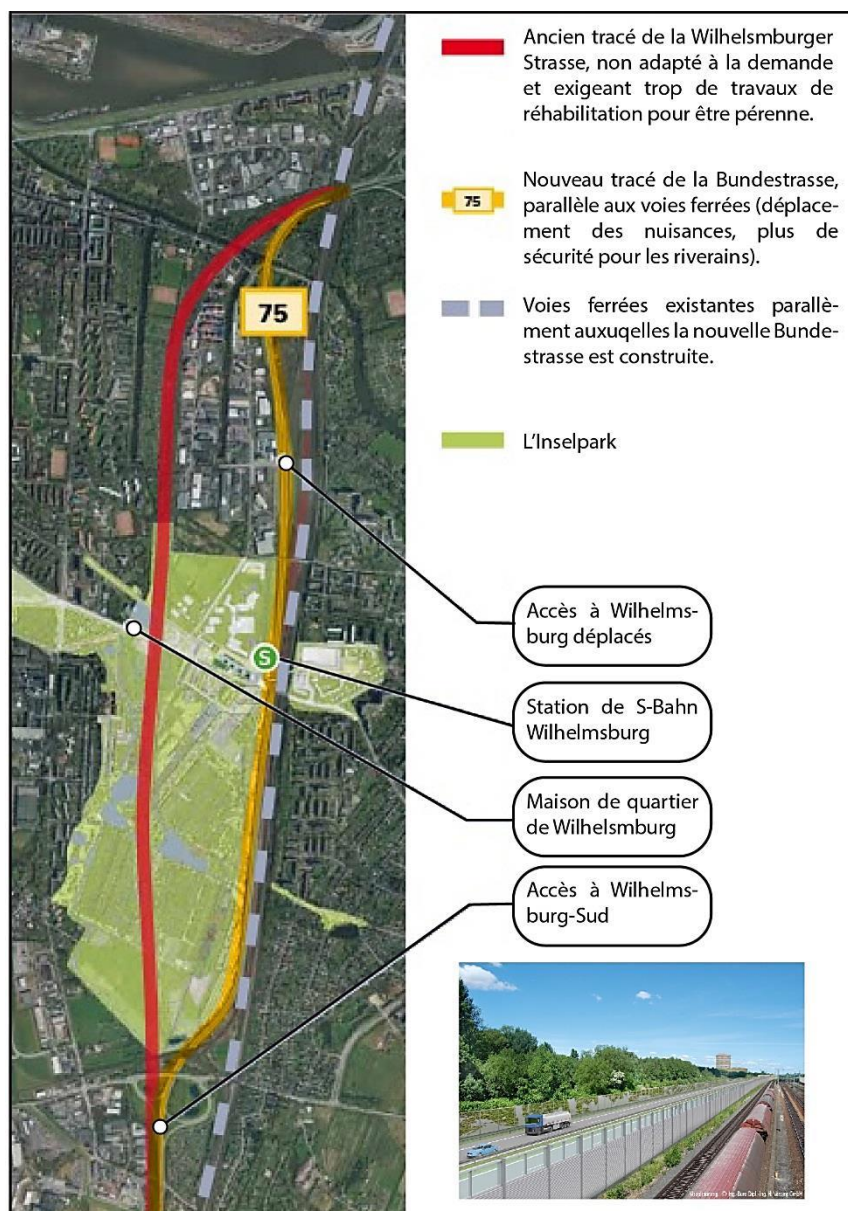 Ancien tracé de la Wilhelsmburger
Strasse, non adapté à la demande
et exigeant trop de travaux de
réhabilitation pour être pérenne.
75
Nouveau tracé de la Bundestrasse,
parallèle aux voies ferrées (déplace-
ment des nuisances, plus de
sécurité pour les riverains).
75
Voies ferrées existantes parallè-
lement auxuqelles la nouvelle Bunde-
strasse est construite.
L'Inselpark
Accès à Wilhelms-
burg déplacés
S
Station de S-Bahn
Wilhelmsburg
Maison de quartier
de Wilhelsmburg
Accès à Wilhelms-
burg-Sud